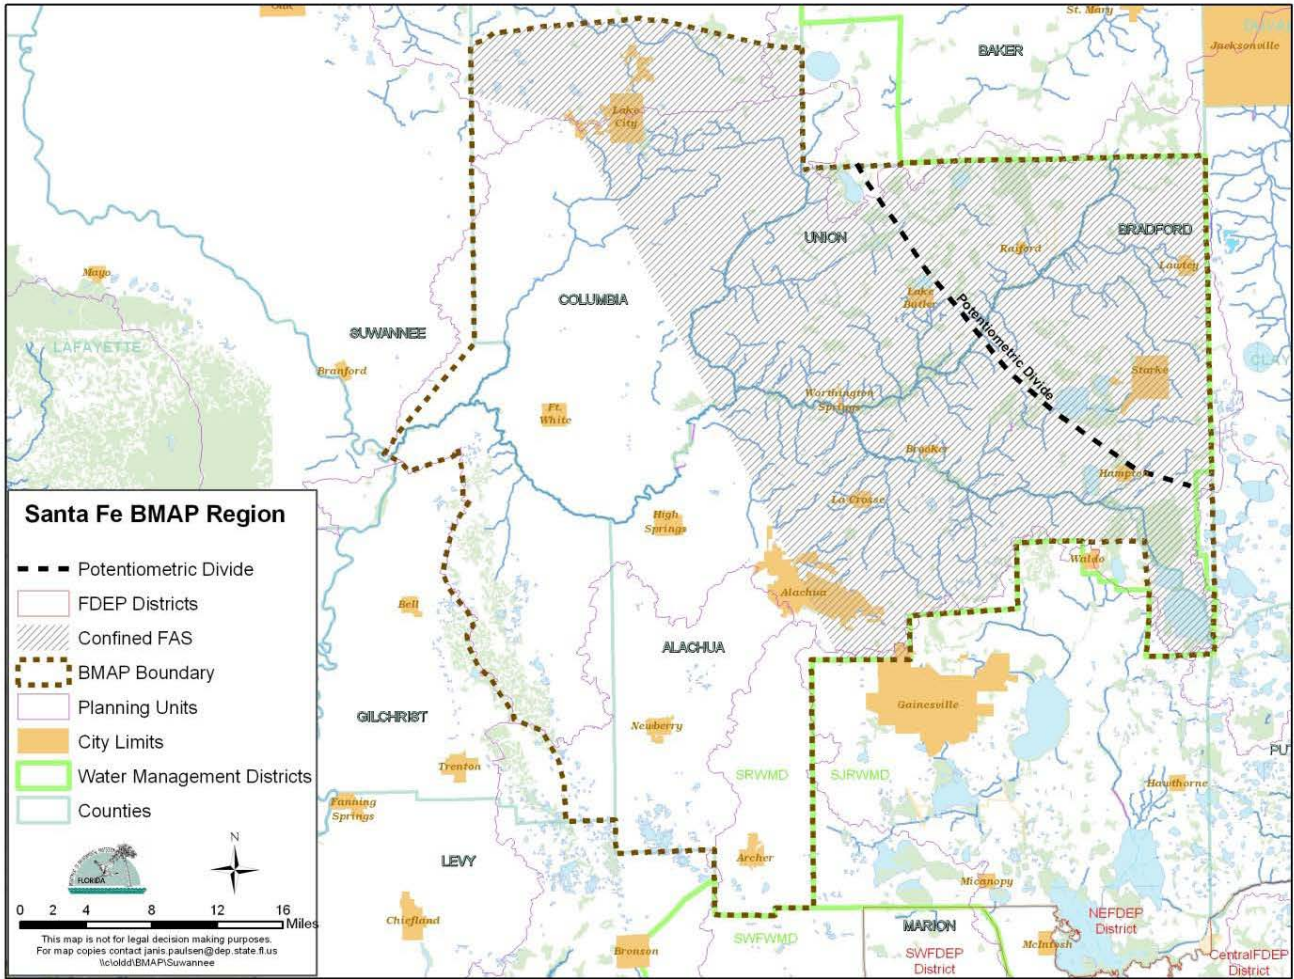 Oak
St. Mary
BAKER
Jacksonville
Lake
City
UNION
BRADFORD
Raiford
Lawtey
Mayo
COLUMBIA
Lake
Butler
SUWANNEE
LAFAYETTE
Potentiometric Divide
CLAY
Branford
Starke
Ft.
White
Worthington
Springs
Brooker
Hampton
La Crosse
High
Springs
Waldo
Alachua
Bell
ALACHUA
Gainesville
GILCHRIST
Newberry
Trenton
SRWMD
SJRWMD
Hawthorne
PU
Fanning
Springs
LEVY
Archer
Micanopy
Chiefland
Bronson
SWFWMD
MARION
NEFDEP
District
McIntosh
SWFDEP
District
CentralFDEP
District
Santa Fe BMAP Region
Potentiometric Divide
FDEP Districts
Confined FAS
BMAP Boundary
Planning Units
City Limits
Water Management Districts
Counties
N
FLORIDA
0 2 4 8 12 16
Miles
This map is not for legal decision making purposes.
For map copies contact janis.paulsen@dep.state.fl.us